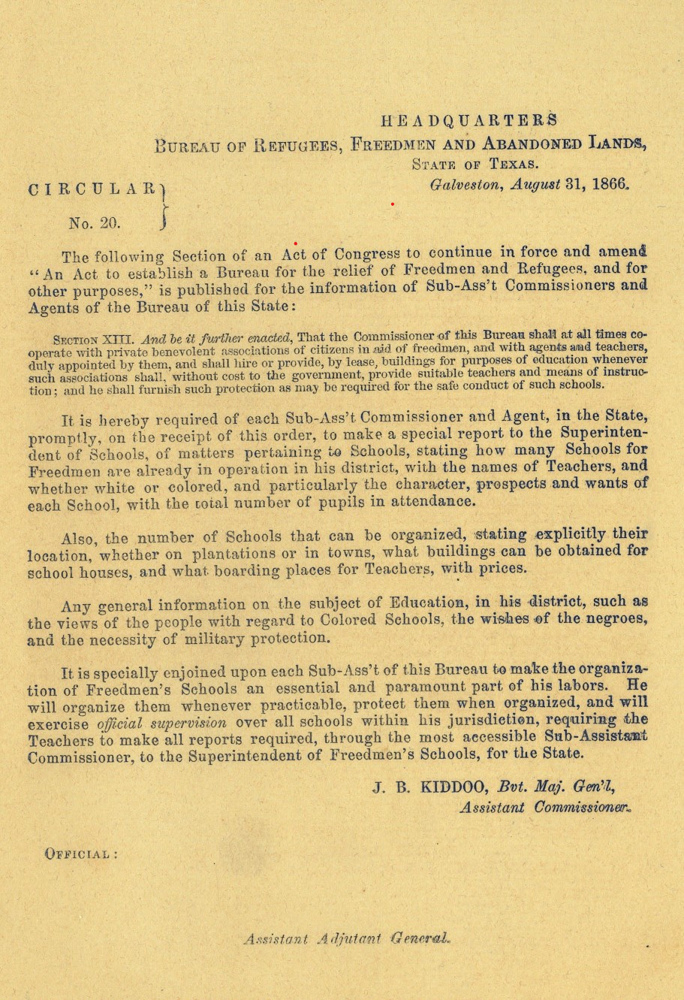 HEADQUARTERS
BUREAU OF REFUGEES, FREEDMEN AND ABANDONED LANDS,
STATE OF TEXAS.
Galveston, August 31, 1866.
CIRCULAR }
No. 20.
The following Section of an Act of Congress to continue in force and amend
“An Act to establish a Bureau for the relief of Freedmen and Refugees, and for
other purposes,” is published for the information of Sub-Ass’t Commissioners and
Agents of the Bureau of this State:
SECTION XIII. And be it further enacted, That the Commissioner of this Bureau shall at all times co-
operate with private benevolent associations of citizens in aid of freedmen, and with agents and teachers,
duly appointed by them, and shall hire or provide, by lease, buildings for purposes of education whenever
such associations shall, without cost to the government, provide suitable teachers and means of instruc-
tion; and he shall furnish such protection as may be required for the safe conduct of such schools.
It is hereby required of each Sub-Ass’t Commissioner and Agent, in the State,
promptly, on the receipt of this order, to make a special report to the Superinten-
dent of Schools, of matters pertaining to Schools, stating how many Schools for
Freedmen are already in operation in his district, with the names of Teachers, and
whether white or colored, and particularly the character, prospects and wants of
each School, with the total number of pupils in attendance.
Also, the number of Schools that can be organized, stating explicitly their
location, whether on plantations or in towns, what buildings can be obtained for
school houses, and what boarding places for Teachers, with prices.
Any general information on the subject of Education, in his district, such as
the views of the people with regard to Colored Schools, the wishes of the negroes,
and the necessity of military protection.
It is specially enjoined upon each Sub-Ass’t of this Bureau to make the organiza-
tion of Freedmen’s Schools an essential and paramount part of his labors. He
will organize them whenever practicable, protect them when organized, and will
exercise official supervision over all schools within his jurisdiction, requiring the
Teachers to make all reports required, through the most accessible Sub-Assistant
Commissioner, to the Superintendent of Freedmen’s Schools, for the State.
J. B. KIDDOO, Bvt. Maj. Gen’l,
Assistant Commissioner.
OFFICIAL:
Assistant Adjutant General.